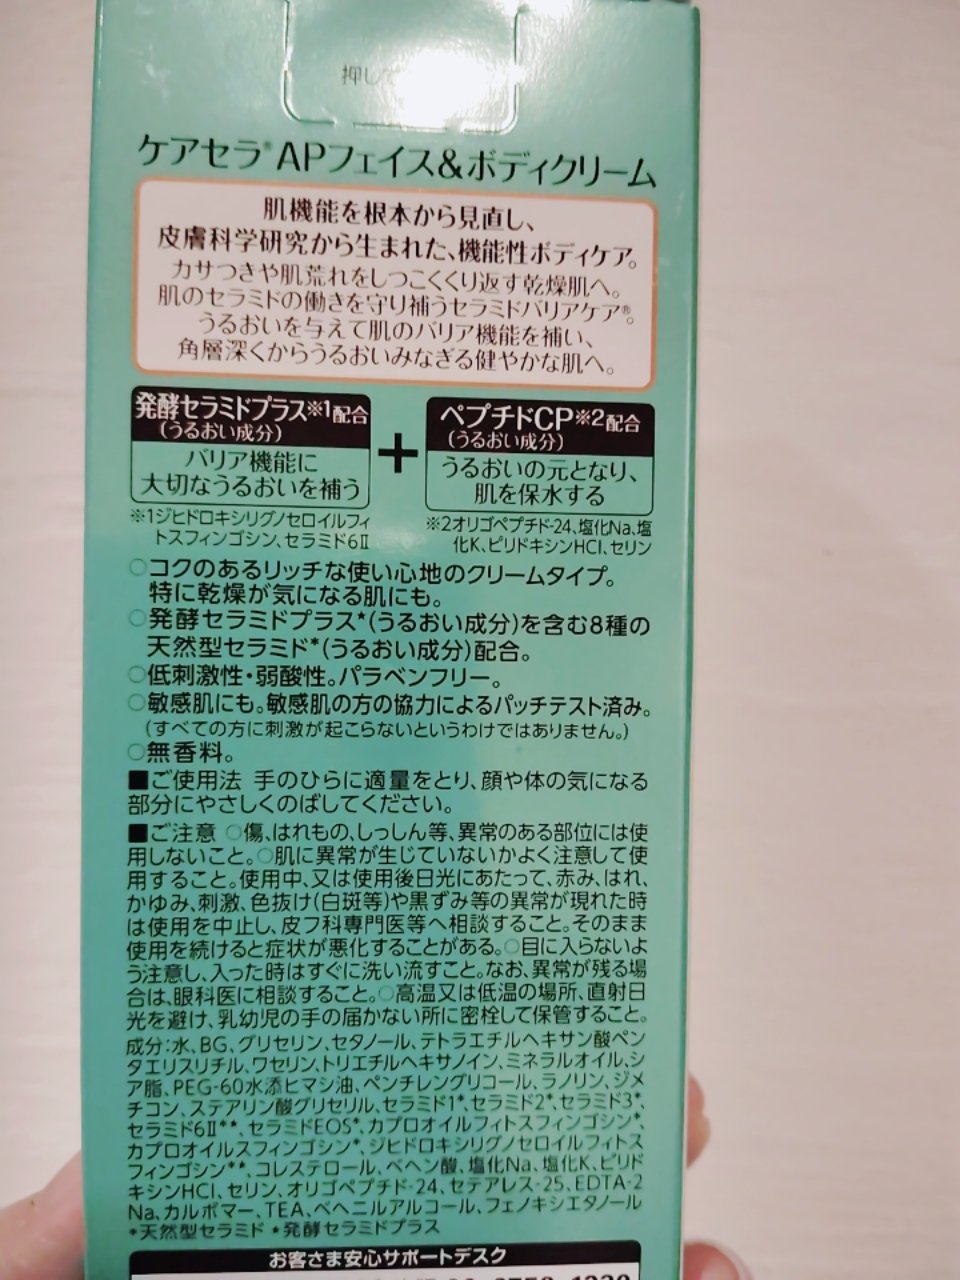 押し
ケアセラ®APフェイス&ボディクリーム
肌機能を根本から見直し、
皮膚科学研究から生まれた、機能性ボディケア。
カサつきや肌荒れをしつこくくり返す乾燥肌へ。
肌のセラミドの働きを守り補うセラミドバリアケア®。
うるおいを与えて肌のバリア機能を補い、
角層深くからうるおいみなぎる健やかな肌へ。
発酵セラミドプラス※1配合
(うるおい成分)
バリア機能に
大切なうるおいを補う
+
ペプチドCP※2配合
(うるおい成分)
うるおいの元となり、
肌を保水する
※1ジヒドロキシリグノセロイルフィ
トスフィンゴシン、セラミド6Ⅱ
※2オリゴペプチド-24、塩化Na、塩
化K、ピリドキシンHCl、セリン
○コクのあるリッチな使い心地のクリームタイプ。
特に乾燥が気になる肌にも。
○発酵セラミドプラス*(うるおい成分)を含む8種の
天然型セラミド*(うるおい成分)配合。
○低刺激性・弱酸性。パラベンフリー。
○敏感肌にも。敏感肌の方の協力によるパッチテスト済み。
(すべての方に刺激が起こらないというわけではありません。)
○無香料。
■ご使用法 手のひらに適量をとり、顔や体の気になる
部分にやさしくのばしてください。
■ご注意 ○傷、はれもの、しっしん等、異常のある部位には使
用しないこと。○肌に異常が生じていないかよく注意して使
用すること。使用中、又は使用後日光にあたって、赤み、はれ、
かゆみ、刺激、色抜け(白斑等)や黒ずみ等の異常が現れた時
は使用を中止し、皮フ科専門医等へ相談すること。そのまま
使用を続けると症状が悪化することがある。○目に入らないよ
う注意し、入った時はすぐに洗い流すこと。なお、異常が残る場
合は、眼科医に相談すること。○高温又は低温の場所、直射日
光を避け、乳幼児の手の届かない所に密栓して保管すること。
成分:水、BG、グリセリン、セタノール、テトラエチルヘキサン酸ペン
タエリスリチル、ワセリン、トリエチルヘキサノイン、ミネラルオイル、シ
ア脂、PEG-60水添ヒマシ油、ペンチレングリコール、ラノリン、ジメ
チコン、ステアリン酸グリセリル、セラミド1*、セラミド2*、セラミド3*、
セラミド6Ⅱ*★、セラミドEOS*、カプロオイルフィトスフィンゴシン*、
カプロオイルスフィンゴシン*、ジヒドロキシリグノセロイルフィトス
フィンゴシン*★、コレステロール、ベヘン酸、塩化Na、塩化K、ピリド
キシンHCl、セリン、オリゴペプチド-24、セテアレス-25、EDTA-2
Na、カルボマー、TEA、ベヘニルアルコール、フェノキシエタノール
*天然型セラミド ★発酵セラミドプラス
お客さま安心サポートデスク